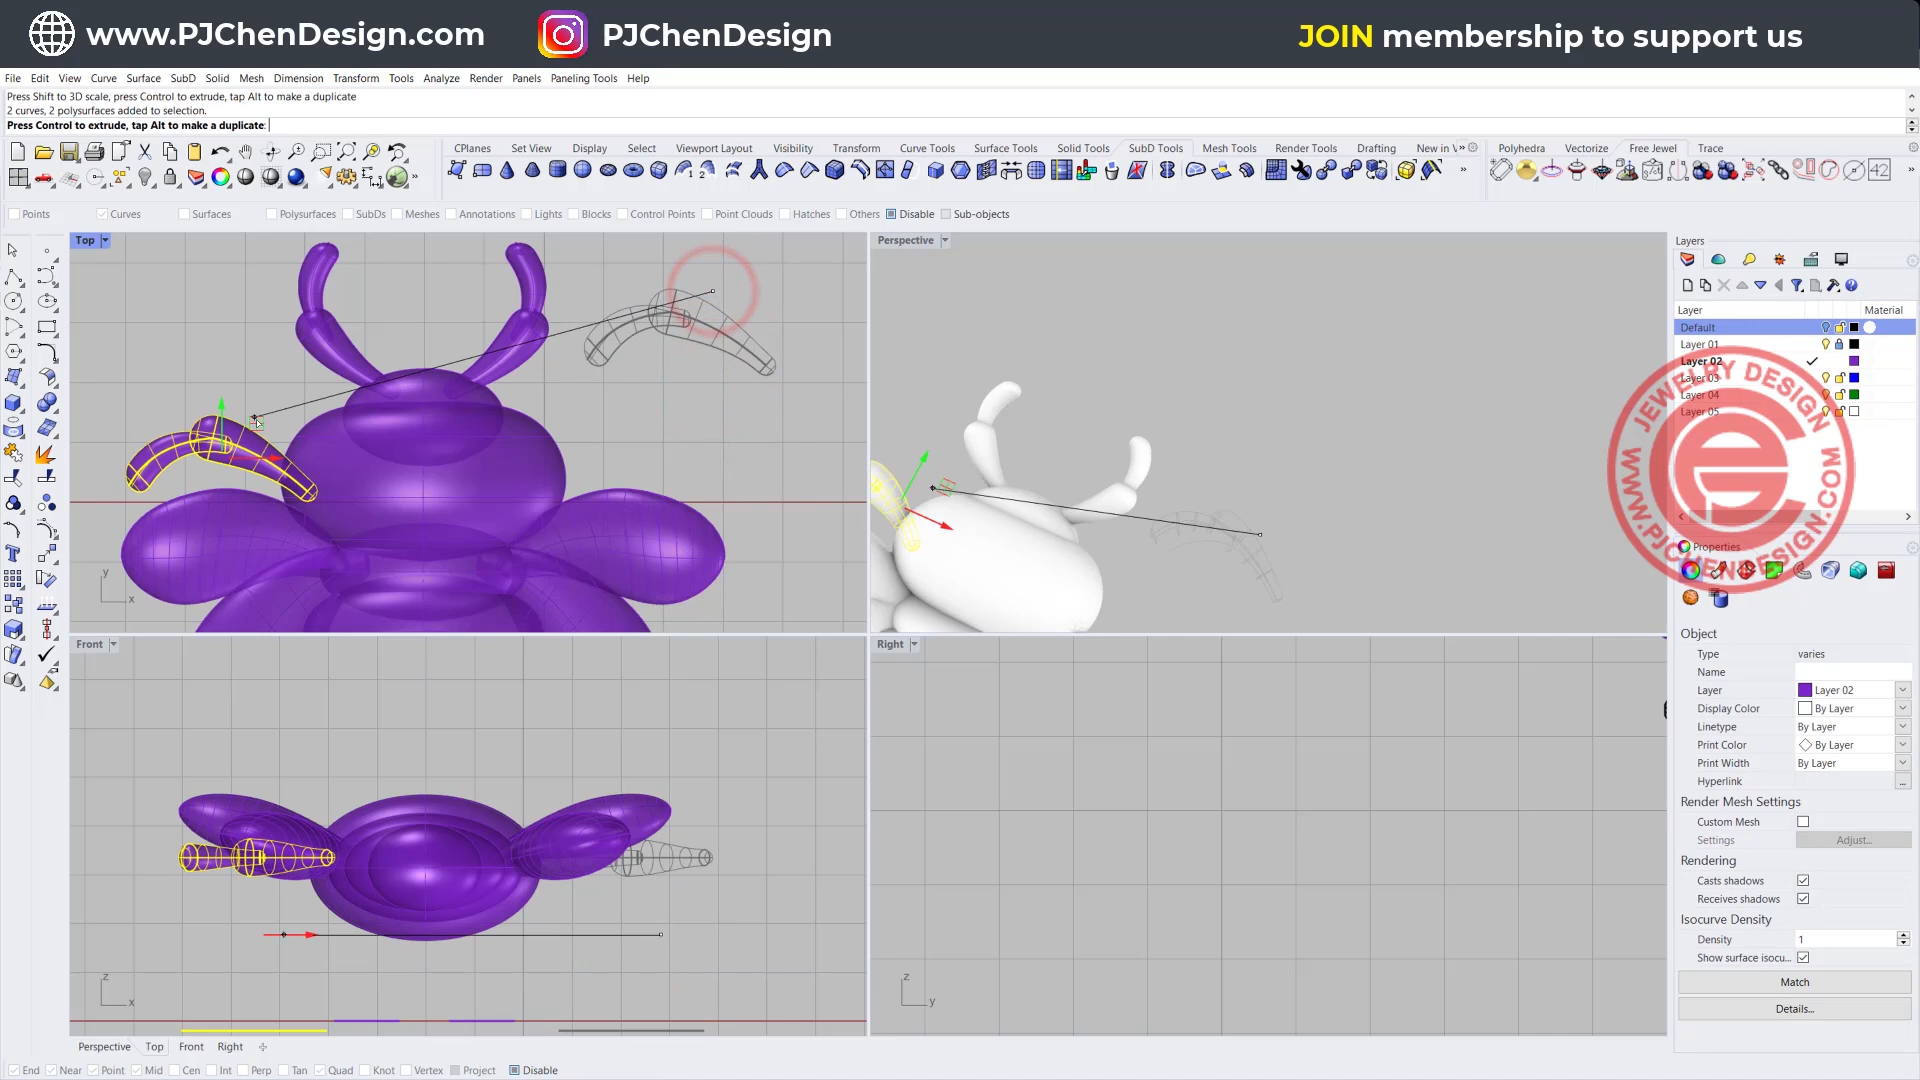 www.PJChenDesign.com PJChenDesign JOIN membership to support us
File Edit View Curve Surface SubD Solid Mesh Dimension Transform Tools Analyze Render Panels Paneling Tools Help
Press Shift to 3D scale, press Control to extrude, tap Alt to make a duplicate
2 curves, 2 polysurfaces added to selection.
Press Control to extrude, tap Alt to make a duplicate:
CPlanes Set View Display Select Viewport Layout Visibility Transform Curve Tools Surface Tools Solid Tools SubD Tools Mesh Tools Render Tools Drafting New in V Polyhedra Vectorize Free Jewel Trace
42
Points Curves Surfaces Polysurfaces SubDs Meshes Annotations Lights Blocks Control Points Point Clouds Hatches Others Disable Sub-objects
Top
Perspective
Layers
Layer Material
Default
Layer 01
Layer 02
Layer 03
Layer 04
Layer 05
JEWELRY DESIGN
WWW.PJCHENDESIGN.COM
y
x
Properties
Front
Right
Object
Type varies
Name
Layer Layer 02
Display Color By Layer
Linetype By Layer
Print Color By Layer
Print Width By Layer
Hyperlink ...
Render Mesh Settings
Custom Mesh
Settings Adjust...
Rendering
Casts shadows
Receives shadows
Isocurve Density
Density 1
Show surface isocu...
Match
Details...
z
x
z
y
Perspective Top Front Right
End Near Point Mid Cen Int Perp Tan Quad Knot Vertex Project Disable